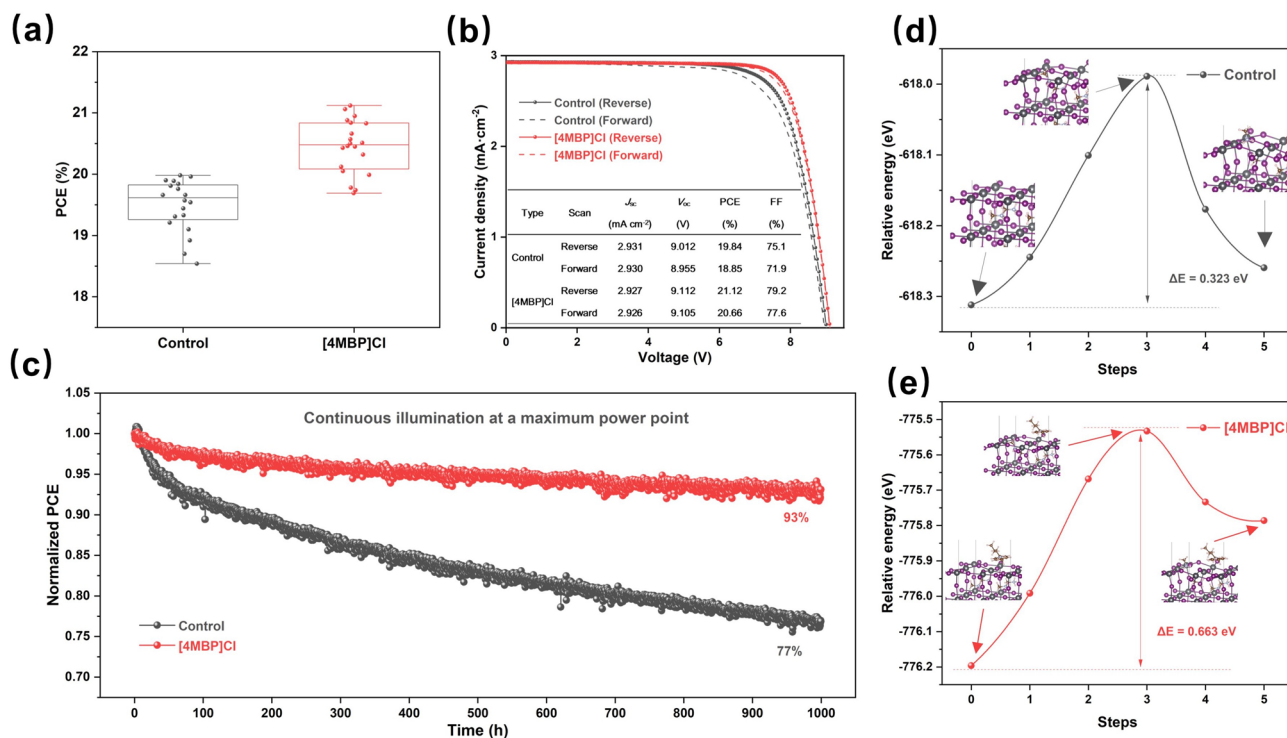 (a)
PCE (%)
22
21
20
19
18
Control
[4MBP]Cl
(b)
Current density (mA·cm⁻²)
3
2
1
0
Control (Reverse)
Control (Forward)
[4MBP]Cl (Reverse)
[4MBP]Cl (Forward)
Type Scan Jsc Voc PCE FF
(mA cm⁻²) (V) (%) (%)
Control
Reverse 2.931 9.012 19.84 75.1
Forward 2.930 8.955 18.85 71.9
[4MBP]Cl
Reverse 2.927 9.112 21.12 79.2
Forward 2.926 9.105 20.66 77.6
0 2 4 6 8
Voltage (V)
(c)
Normalized PCE
1.05
1.00
0.95
0.90
0.85
0.80
0.75
0.70
Continuous illumination at a maximum power point
93%
77%
Control
[4MBP]Cl
0 100 200 300 400 500 600 700 800 900 1000
Time (h)
(d)
Relative energy (eV)
-618.0
-618.1
-618.2
-618.3
Control
ΔE = 0.323 eV
0 1 2 3 4 5
Steps
(e)
Relative energy (eV)
-775.5
-775.6
-775.7
-775.8
-775.9
-776.0
-776.1
-776.2
[4MBP]Cl
ΔE = 0.663 eV
0 1 2 3 4 5
Steps